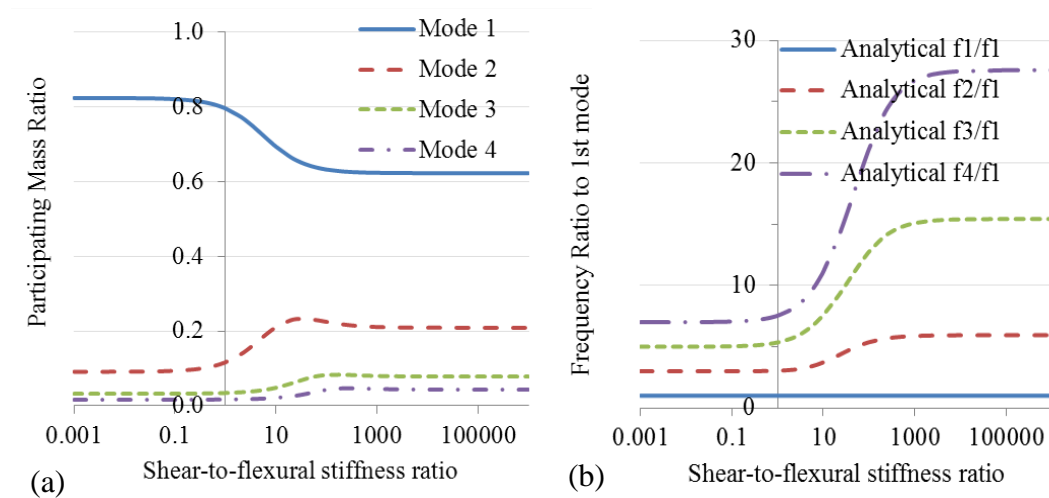 1.0
0.8
0.6
0.4
0.2
0.0
Participating Mass Ratio
Mode 1
Mode 2
Mode 3
Mode 4
0.001 0.1 10 1000 100000
Shear-to-flexural stiffness ratio
(a)
30
20
10
0
Frequency Ratio to 1st mode
Analytical f1/f1
Analytical f2/f1
Analytical f3/f1
Analytical f4/f1
0.001 0.1 10 1000 100000
Shear-to-flexural stiffness ratio
(b)